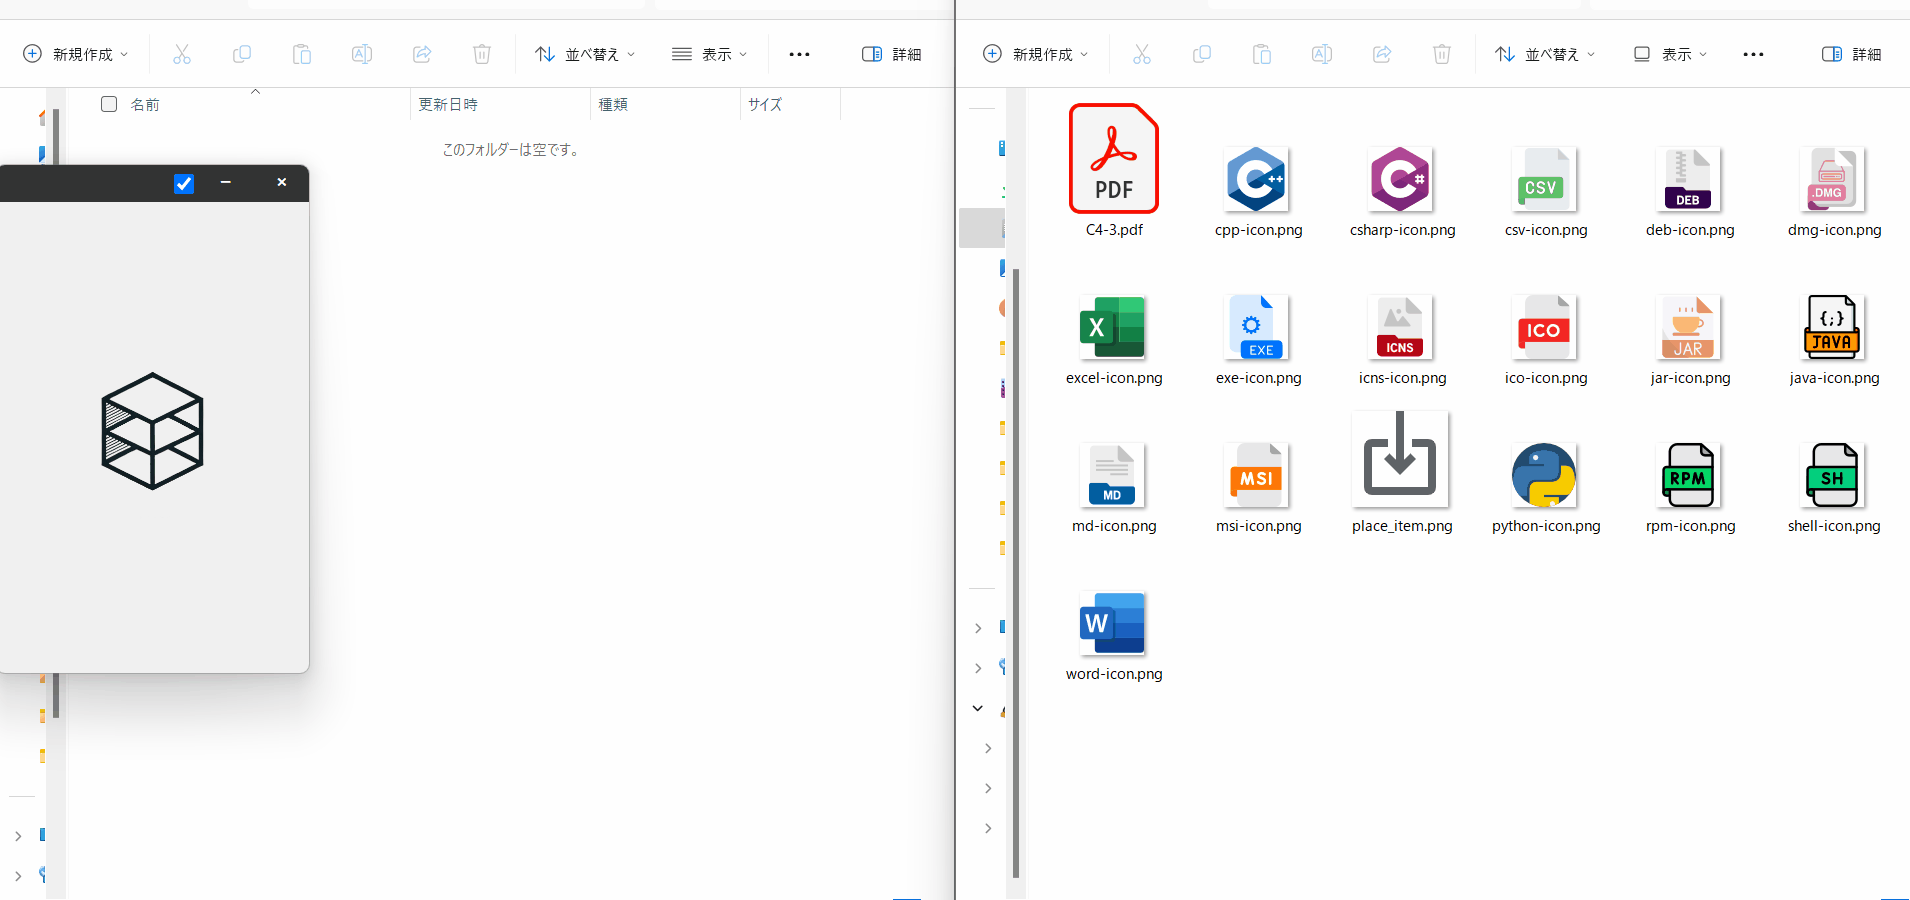 新規作成
並べ替え
表示
詳細
名前
更新日時
種類
サイズ
このフォルダーは空です。
新規作成
並べ替え
表示
詳細
PDF
C4-3.pdf
C++
cpp-icon.png
C#
csharp-icon.png
CSV
csv-icon.png
DEB
deb-icon.png
.DMG
dmg-icon.png
X
excel-icon.png
EXE
exe-icon.png
ICNS
icns-icon.png
ICO
ico-icon.png
JAR
jar-icon.png
{;}
JAVA
java-icon.png
MD
md-icon.png
MSI
msi-icon.png
place_item.png
python-icon.png
RPM
rpm-icon.png
SH
shell-icon.png
W
word-icon.png